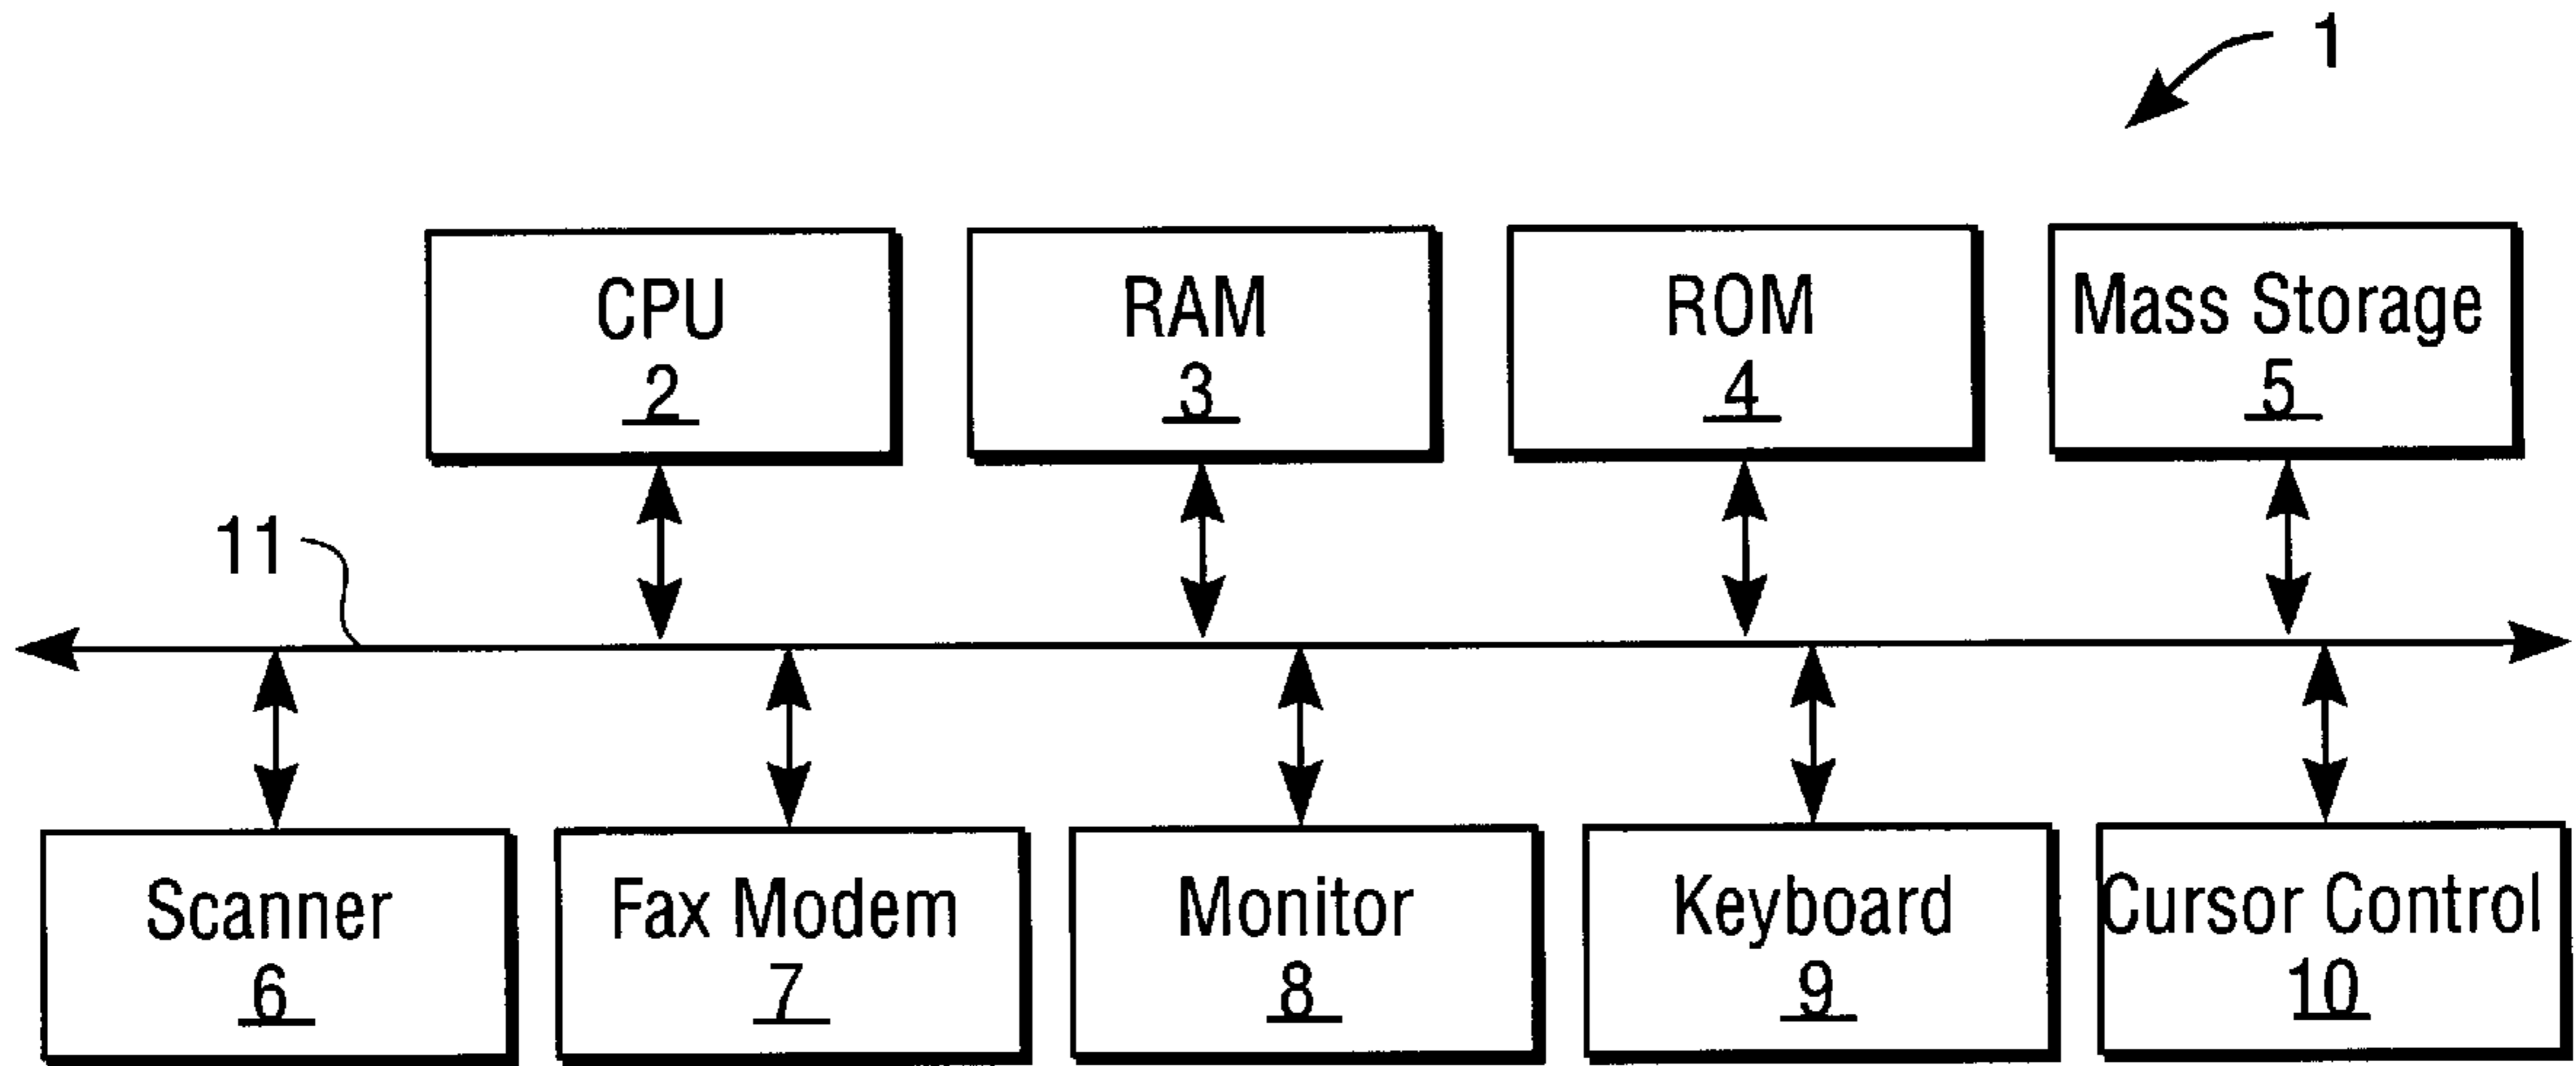 1
CPU
2
RAM
3
ROM
4
Mass Storage
5
11
Scanner
6
Fax Modem
7
Monitor
8
Keyboard
9
Cursor Control
10